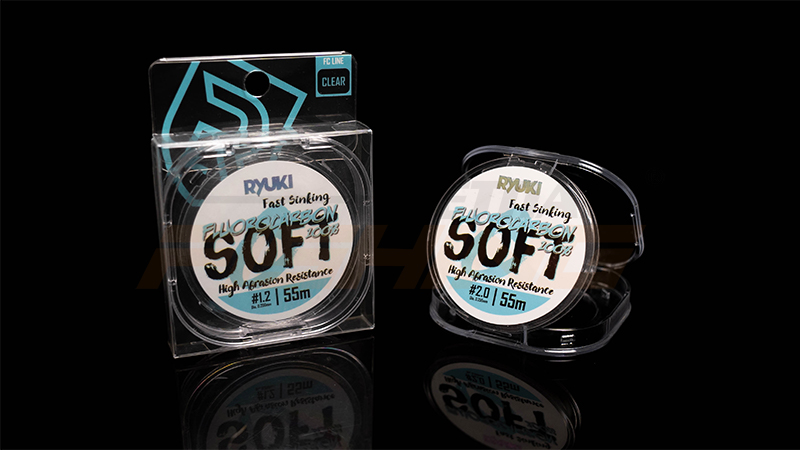 FC LINE
CLEAR
RYUKI
Fast Sinking
FLUOROCARBON
100%
SOFT
High Abrasion Resistance
#1.2 | 55m
RYUKI
Fast Sinking
FLUOROCARBON
100%
SOFT
High Abrasion Resistance
#2.0 | 55m